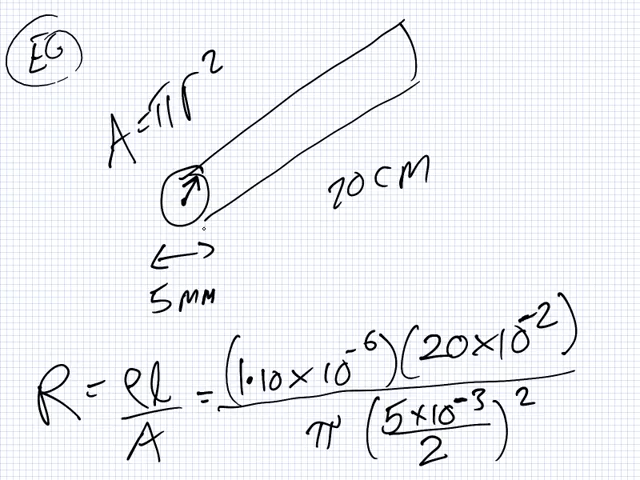 EG
A=πr²
20CM
5MM
R = ρl/A = (1·10×10⁻⁶)(20×10⁻²)/π(5×10⁻³/2)²